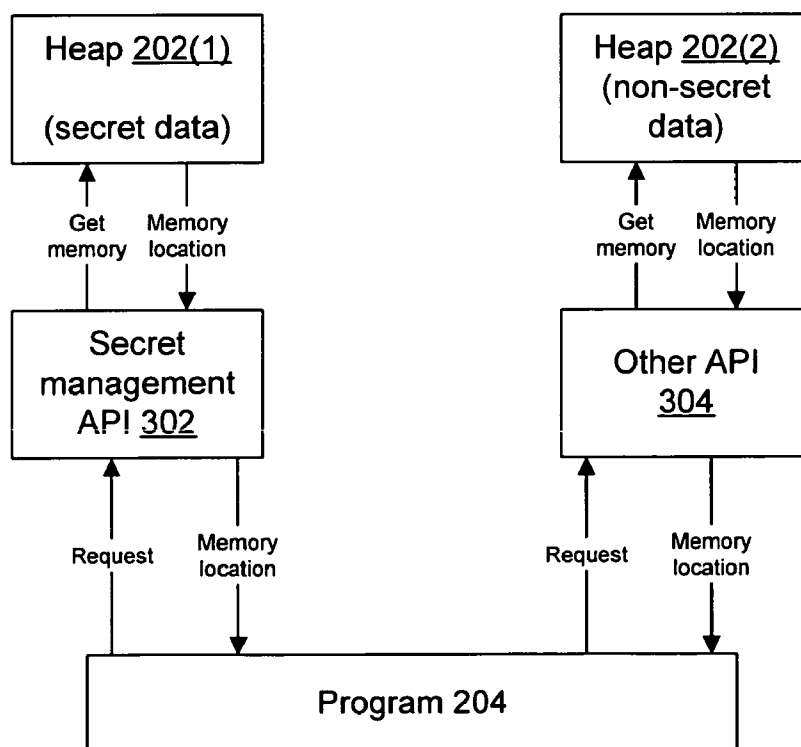 Heap 202(1)
(secret data)
Heap 202(2)
(non-secret
data)
Get
memory
Memory
location
Get
memory
Memory
location
Secret
management
API 302
Other API
304
Request
Memory
location
Request
Memory
location
Program 204